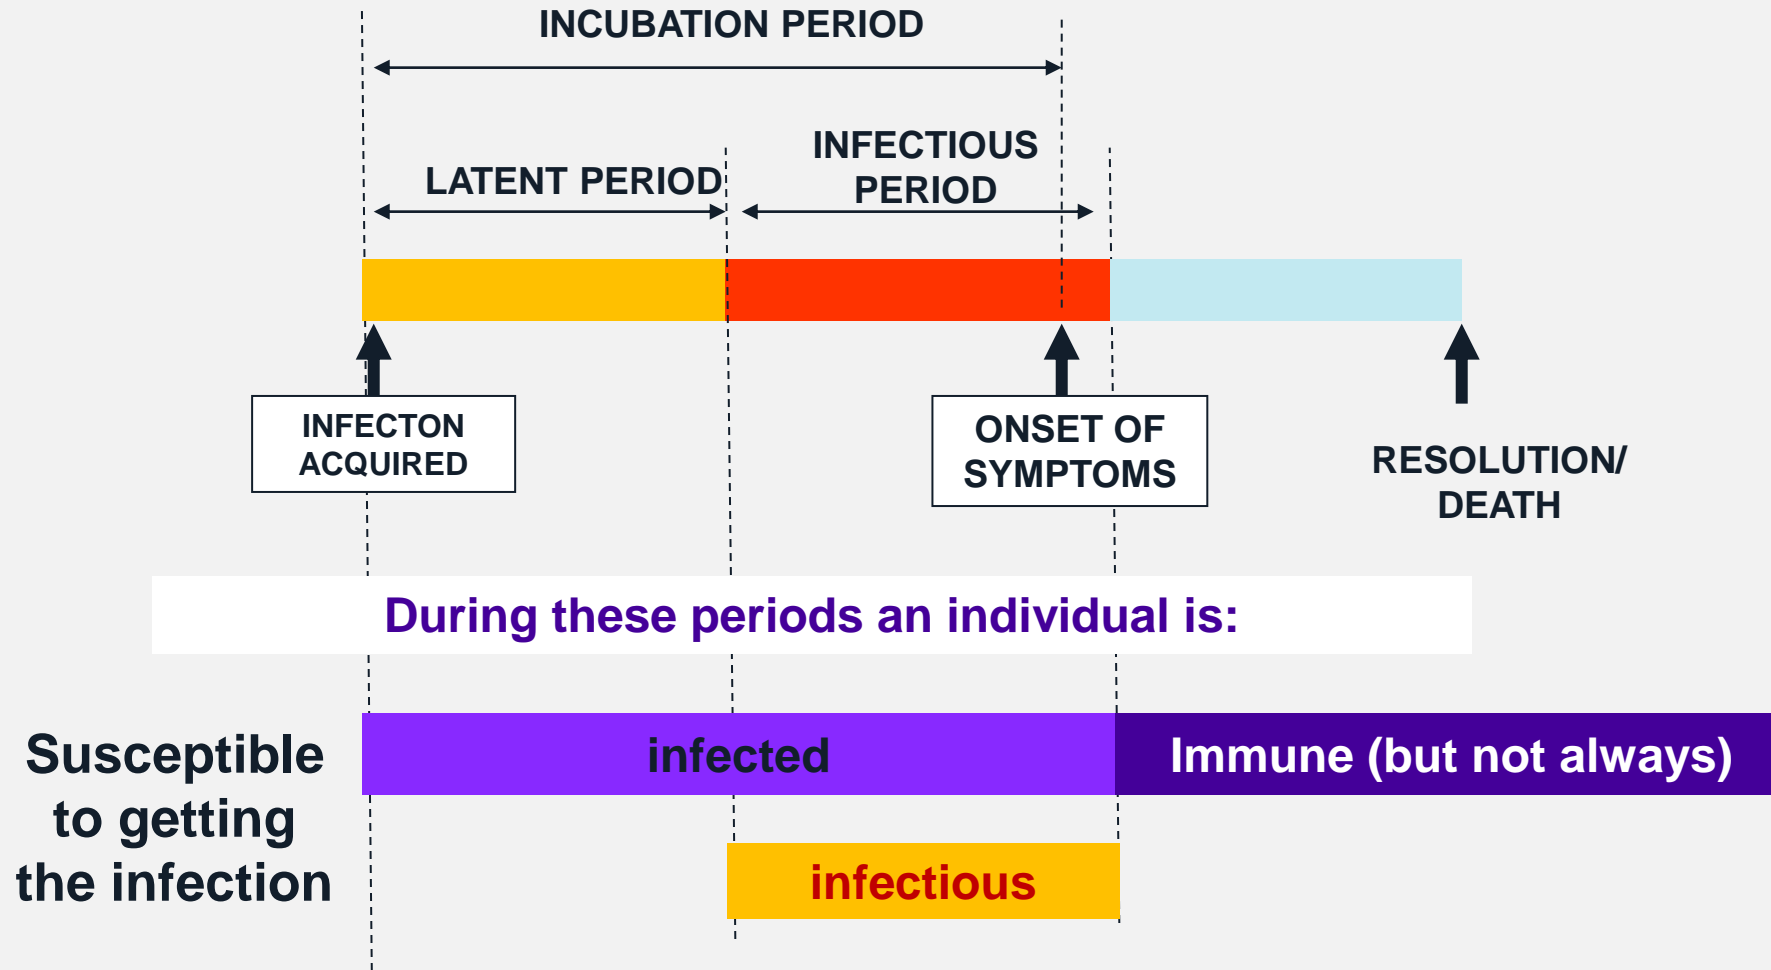 INCUBATION PERIOD
INFECTIOUS
PERIOD
LATENT PERIOD
INFECTON
ACQUIRED
ONSET OF
SYMPTOMS
RESOLUTION/
DEATH
During these periods an individual is:
Susceptible
to getting
the infection
infected
Immune (but not always)
infectious